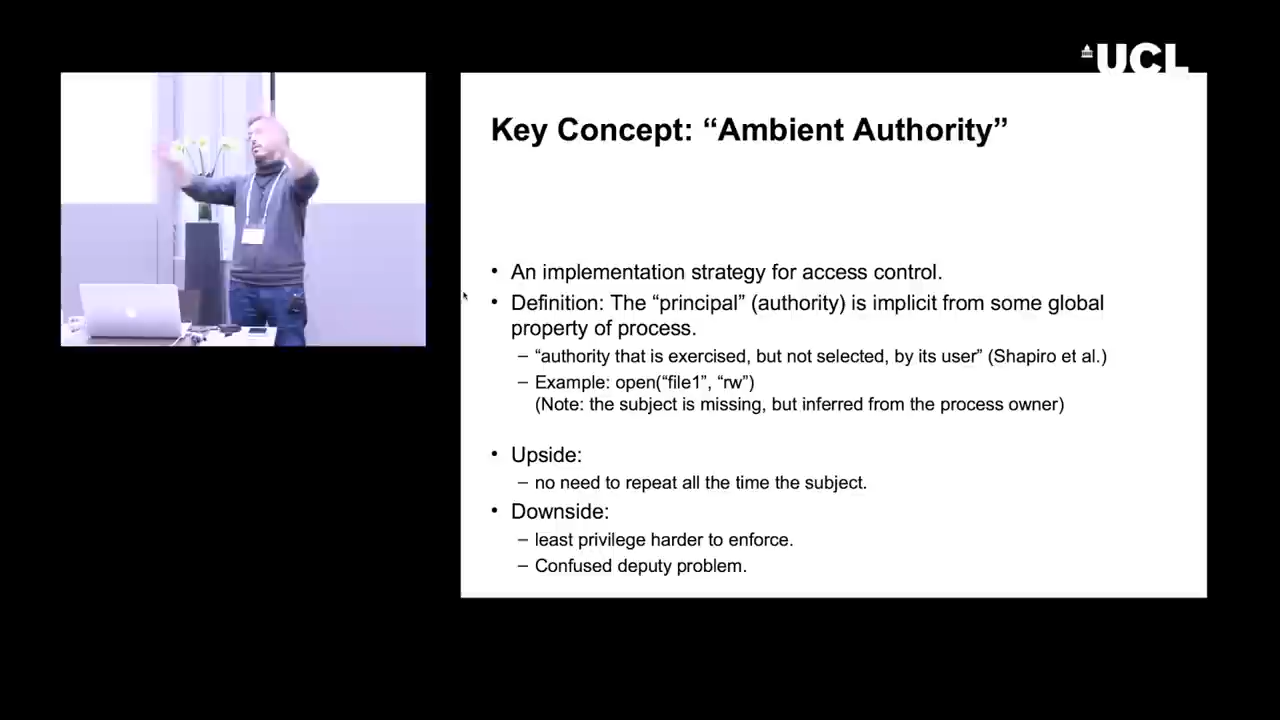 UCL
Key Concept: “Ambient Authority”
• An implementation strategy for access control.
• Definition: The “principal” (authority) is implicit from some global
property of process.
– “authority that is exercised, but not selected, by its user” (Shapiro et al.)
– Example: open(“file1”, “rw”)
(Note: the subject is missing, but inferred from the process owner)
• Upside:
– no need to repeat all the time the subject.
• Downside:
– least privilege harder to enforce.
– Confused deputy problem.